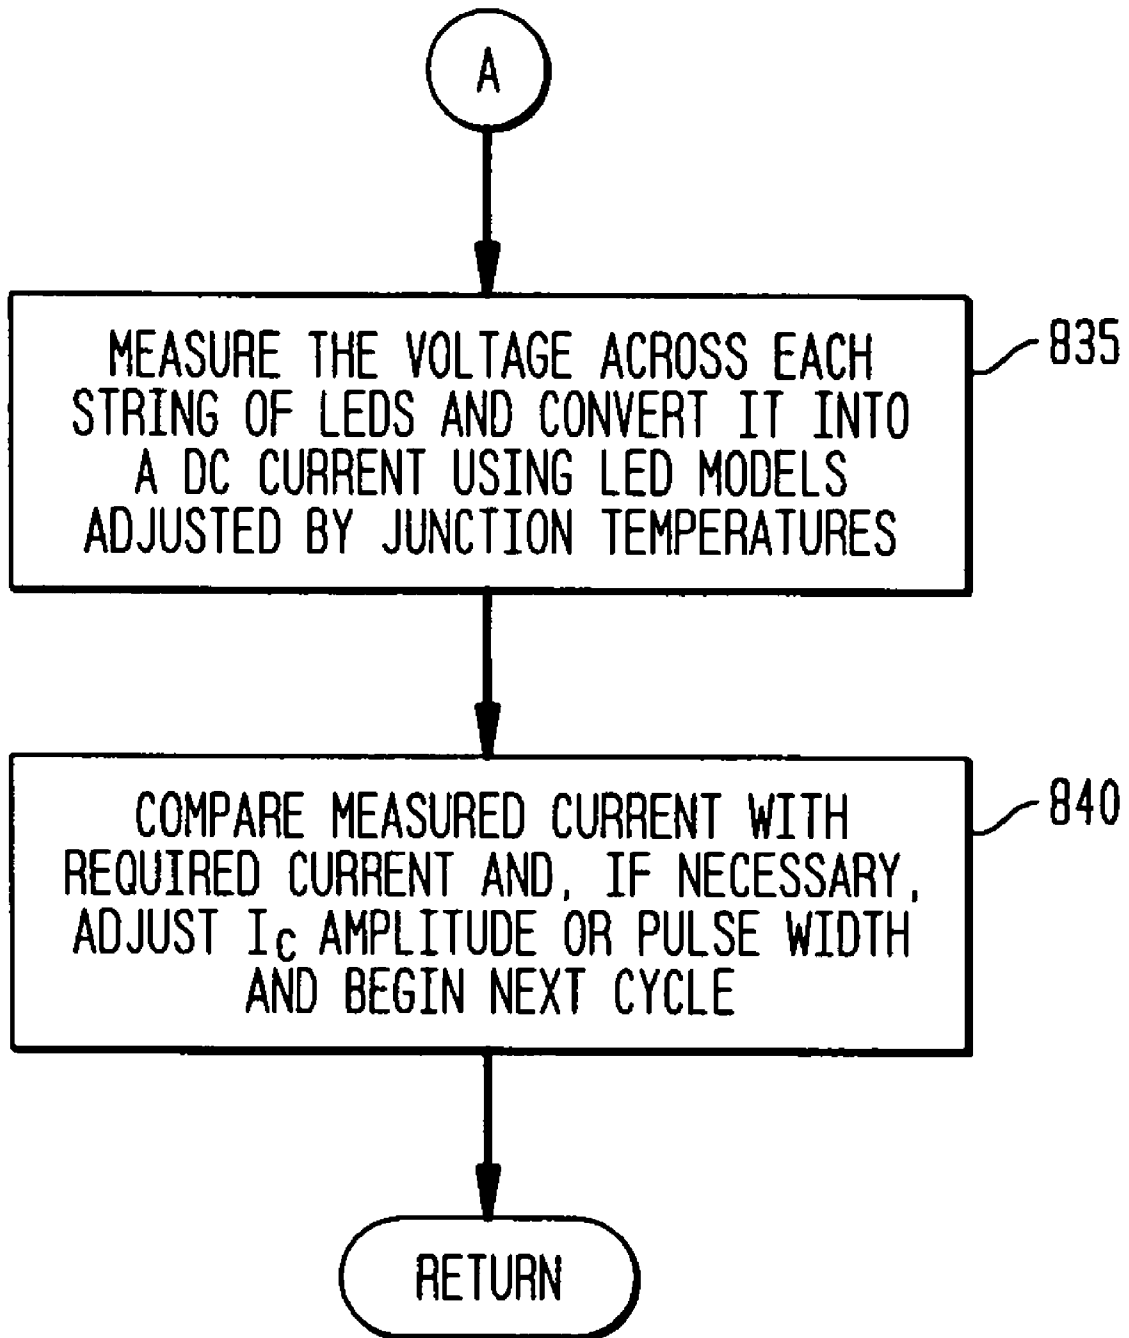 A
MEASURE THE VOLTAGE ACROSS EACH
STRING OF LEDS AND CONVERT IT INTO
A DC CURRENT USING LED MODELS
ADJUSTED BY JUNCTION TEMPERATURES
835
COMPARE MEASURED CURRENT WITH
REQUIRED CURRENT AND, IF NECESSARY,
ADJUST IC AMPLITUDE OR PULSE WIDTH
AND BEGIN NEXT CYCLE
840
RETURN